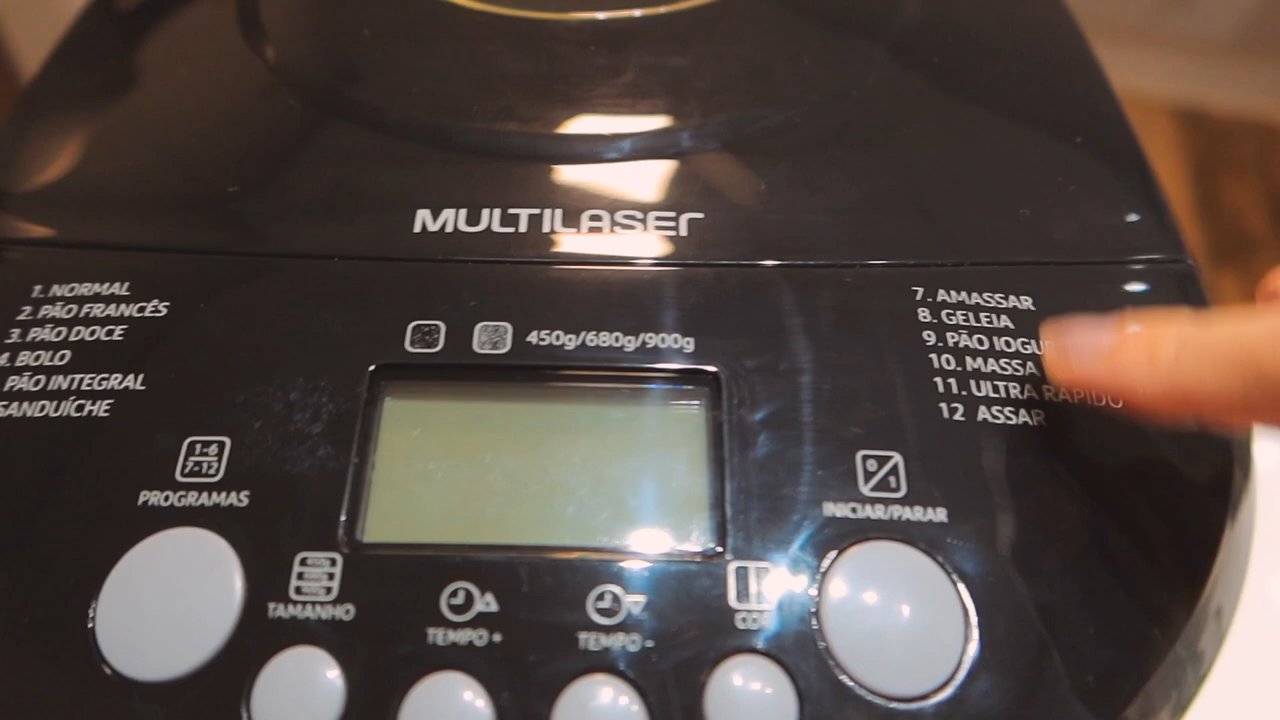 MULTILASER
1. NORMAL
2. PÃO FRANCÊS
3. PÃO DOCE
4. BOLO
PÃO INTEGRAL
SANDUÍCHE
450g/680g/900g
7. AMASSAR
8. GELEIA
9. PÃO IOGU
10. MASSA
11. ULTRA RÁPIDO
12 ASSAR
1-6
7-12
PROGRAMAS
0/1
INICIAR/PARAR
TAMANHO
TEMPO +
TEMPO -
COR